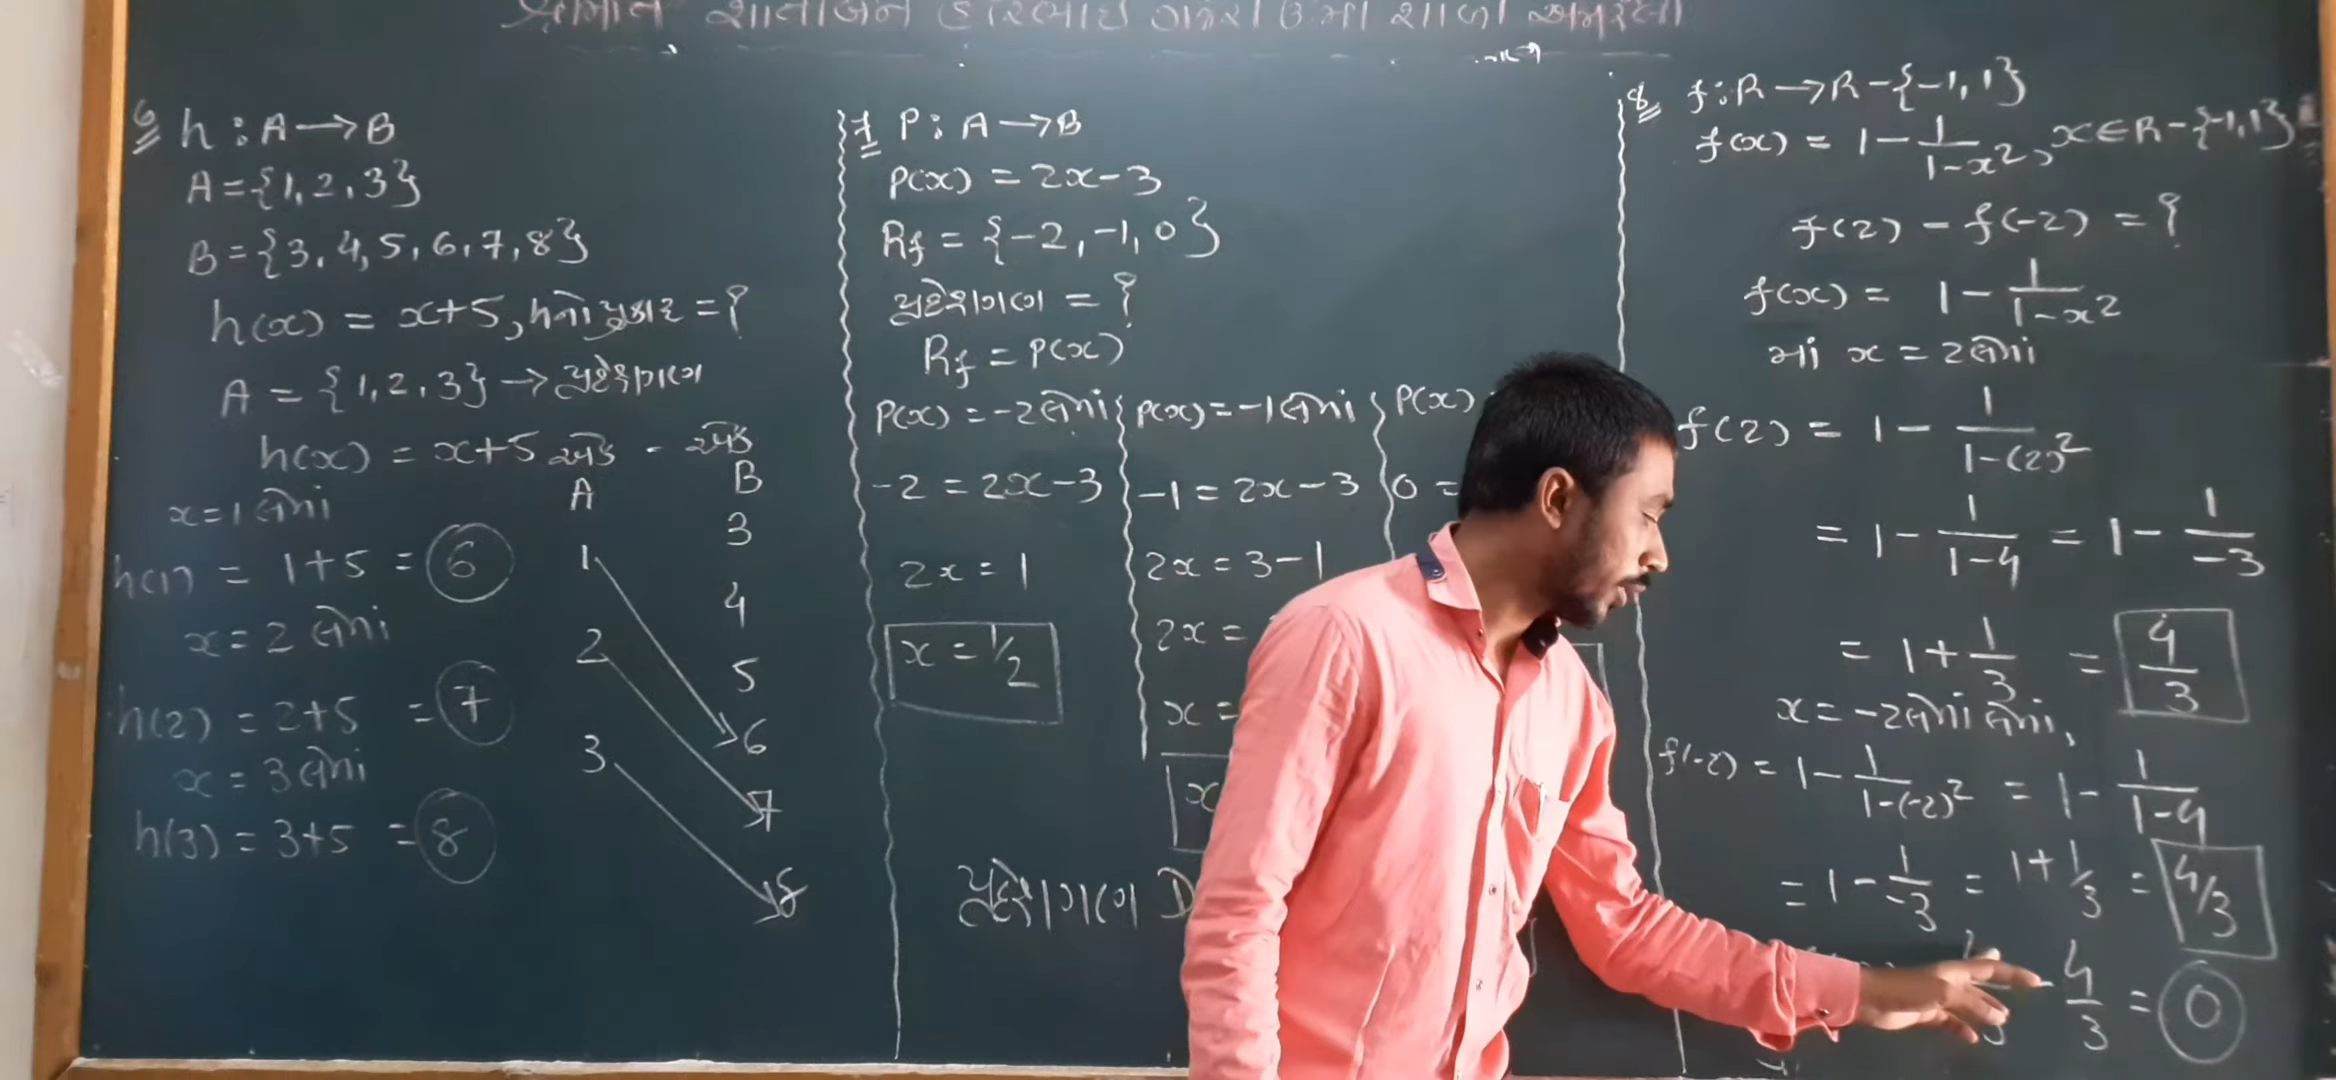 6 h : A → B
A = {1, 2, 3}
B = {3, 4, 5, 6, 7, 8}
h(x) = x+5, hનો પ્રકાર = ?
A = {1, 2, 3} → પ્રદેશગણ
h(x) = x+5 એક - એક
x = 1 લેતાં
h(1) = 1+5 = 6
x = 2 લેતાં
h(2) = 2+5 = 7
x = 3 લેતાં
h(3) = 3+5 = 8
A B
3
1
4
2
5
6
3
7
8
7 P : A → B
P(x) = 2x-3
Rf = {-2, -1, 0}
પ્રદેશગણ = ?
Rf = P(x)
P(x) = -2 લેતાં
-2 = 2x-3
2x = 1
x = 1/2
P(x) = -1 લેતાં
-1 = 2x-3
2x = 3-1
2x =
x =
x
P(x)
0 =
પ્રદેશગણ D
8 f : R → R - {-1, 1}
f(x) = 1 - 1/(1-x²), x ∈ R - {-1, 1}
f(2) - f(-2) = ?
f(x) = 1 - 1/(1-x²)
માં x = 2 લેતાં
f(2) = 1 - 1/(1-(2)²)
= 1 - 1/(1-4) = 1 - 1/-3
= 1 + 1/3 = 4/3
x = -2 લેતાં લેતાં,
f(-2) = 1 - 1/(1-(-2)²) = 1 - 1/(1-4)
= 1 - 1/-3 = 1 + 1/3 = 4/3
- 4/3 = 0